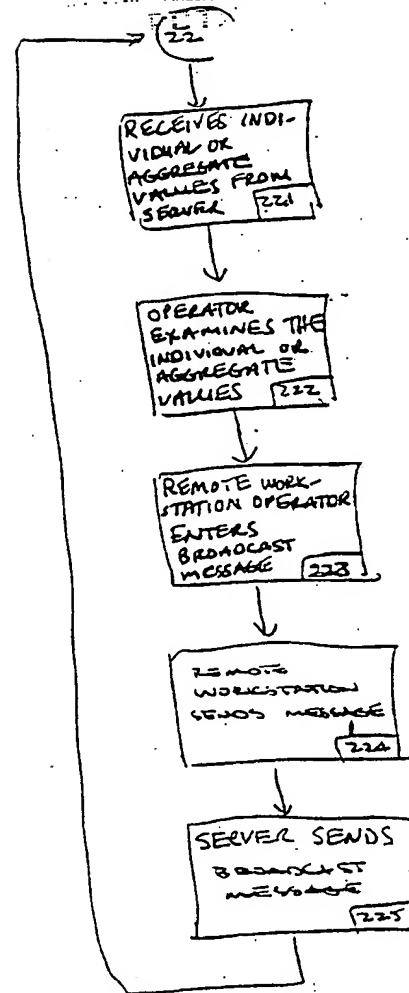 22
RECEIVES INDI-
VIDUAL OR
AGGREGATE
VALUES FROM
SERVER 221
OPERATOR
EXAMINES THE
INDIVIDUAL OR
AGGREGATE
VALUES 222
REMOTE WORK-
STATION OPERATOR
ENTERS
BROADCAST
MESSAGE 223
REMOTE
WORKSTATION
SENDS MESSAGE
224
SERVER SENDS
BROADCAST
MESSAGE
225